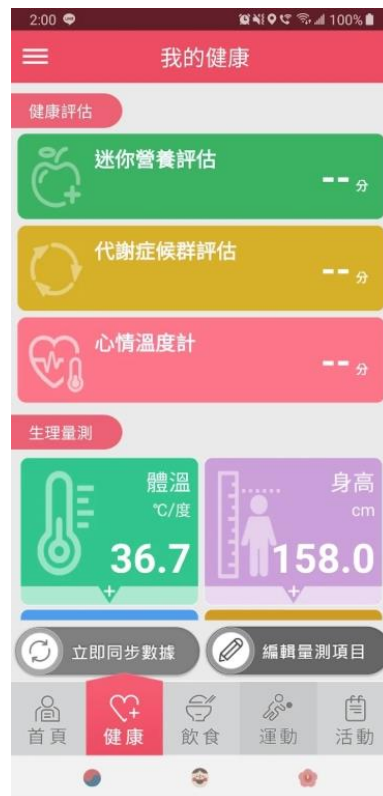 2:00
100%
我的健康
健康評估
迷你營養評估
-- 分
代謝症候群評估
-- 分
心情溫度計
-- 分
生理量測
體溫
℃/度
36.7
身高
cm
158.0
立即同步數據
編輯量測項目
首頁
健康
飲食
運動
活動